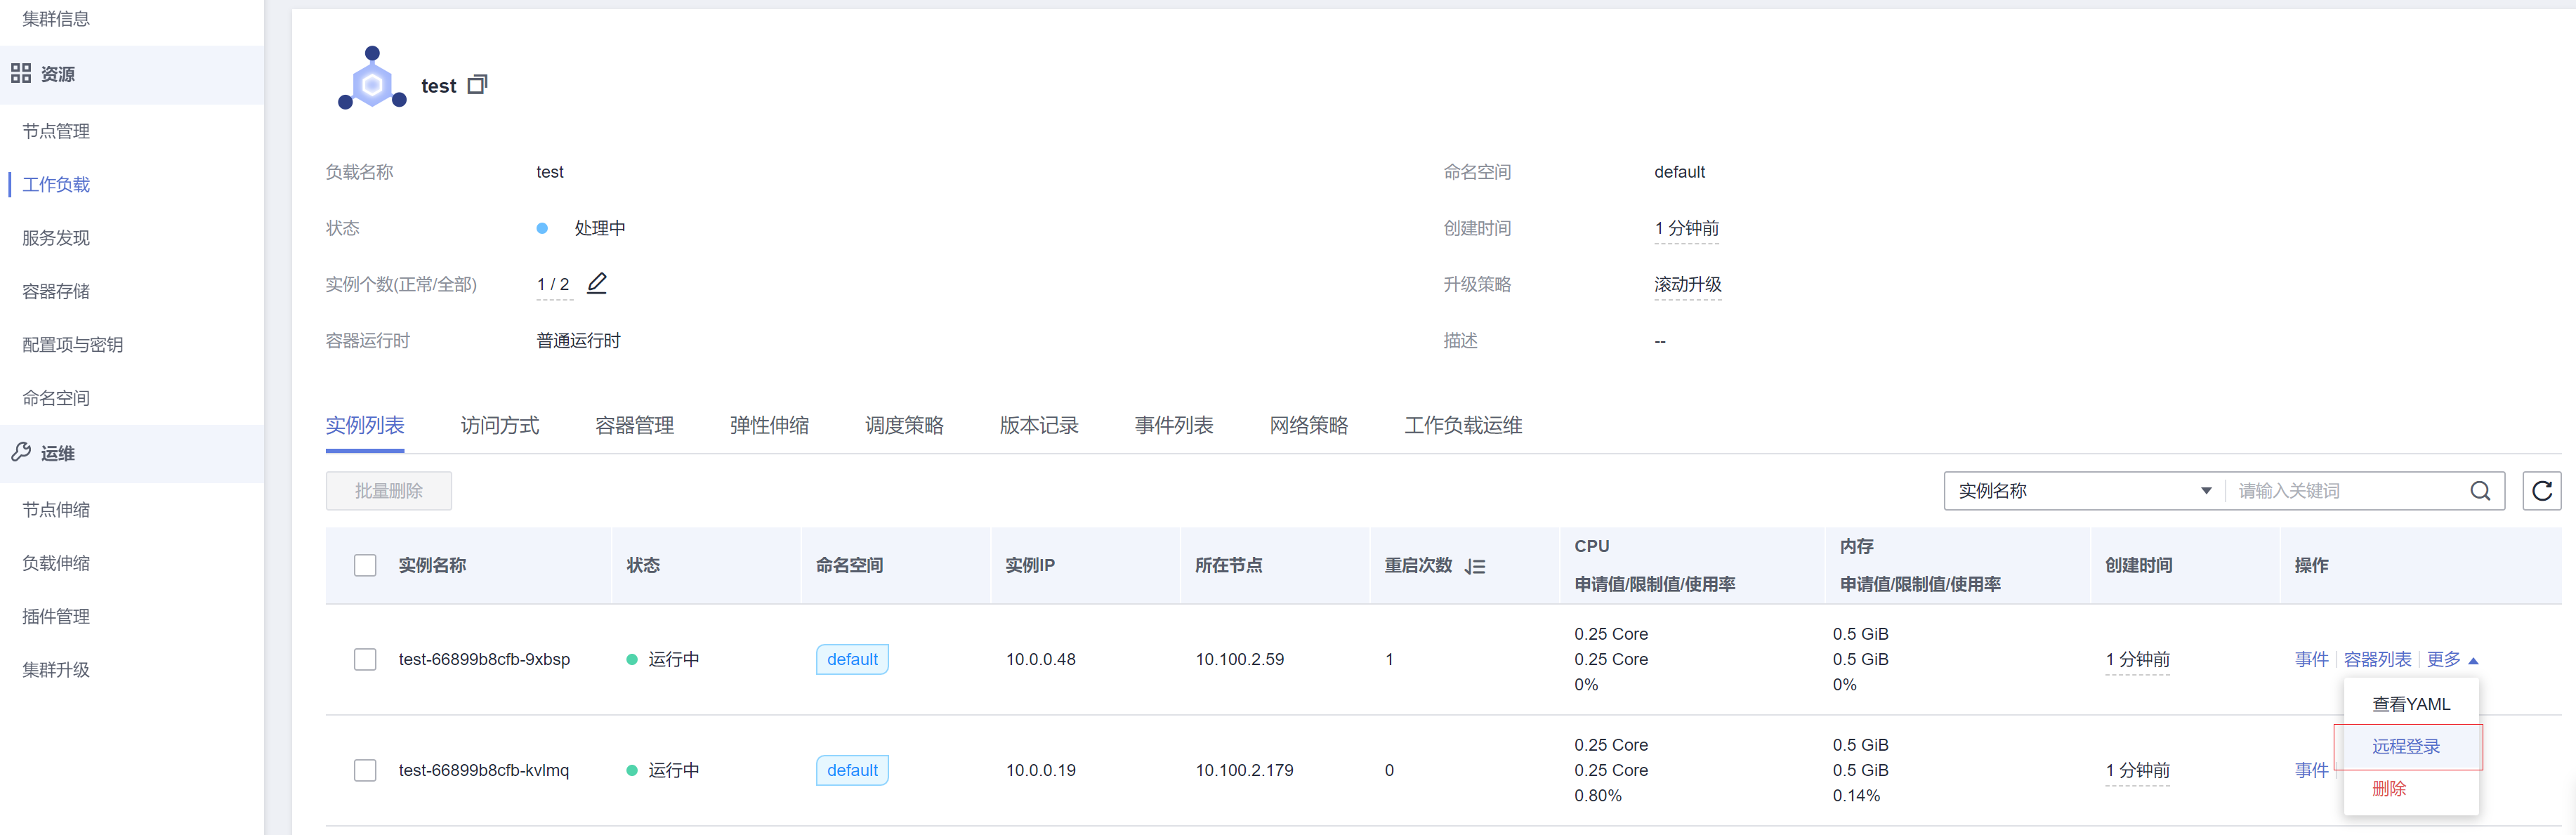 集群信息
资源
节点管理
工作负载
服务发现
容器存储
配置项与密钥
命名空间
运维
节点伸缩
负载伸缩
插件管理
集群升级
test
负载名称 test 命名空间 default
状态 处理中 创建时间 1 分钟前
实例个数(正常/全部) 1 / 2 升级策略 滚动升级
容器运行时 普通运行时 描述 --
实例列表 访问方式 容器管理 弹性伸缩 调度策略 版本记录 事件列表 网络策略 工作负载运维
批量删除 实例名称 请输入关键词
实例名称 状态 命名空间 实例IP 所在节点 重启次数 CPU 申请值/限制值/使用率 内存 申请值/限制值/使用率 创建时间 操作
test-66899b8cfb-9xbsp 运行中 default 10.0.0.48 10.100.2.59 1 0.25 Core 0.25 Core 0% 0.5 GiB 0.5 GiB 0% 1 分钟前 事件 容器列表 更多
查看YAML
远程登录
删除
test-66899b8cfb-kvlmq 运行中 default 10.0.0.19 10.100.2.179 0 0.25 Core 0.25 Core 0.80% 0.5 GiB 0.5 GiB 0.14% 1 分钟前 事件